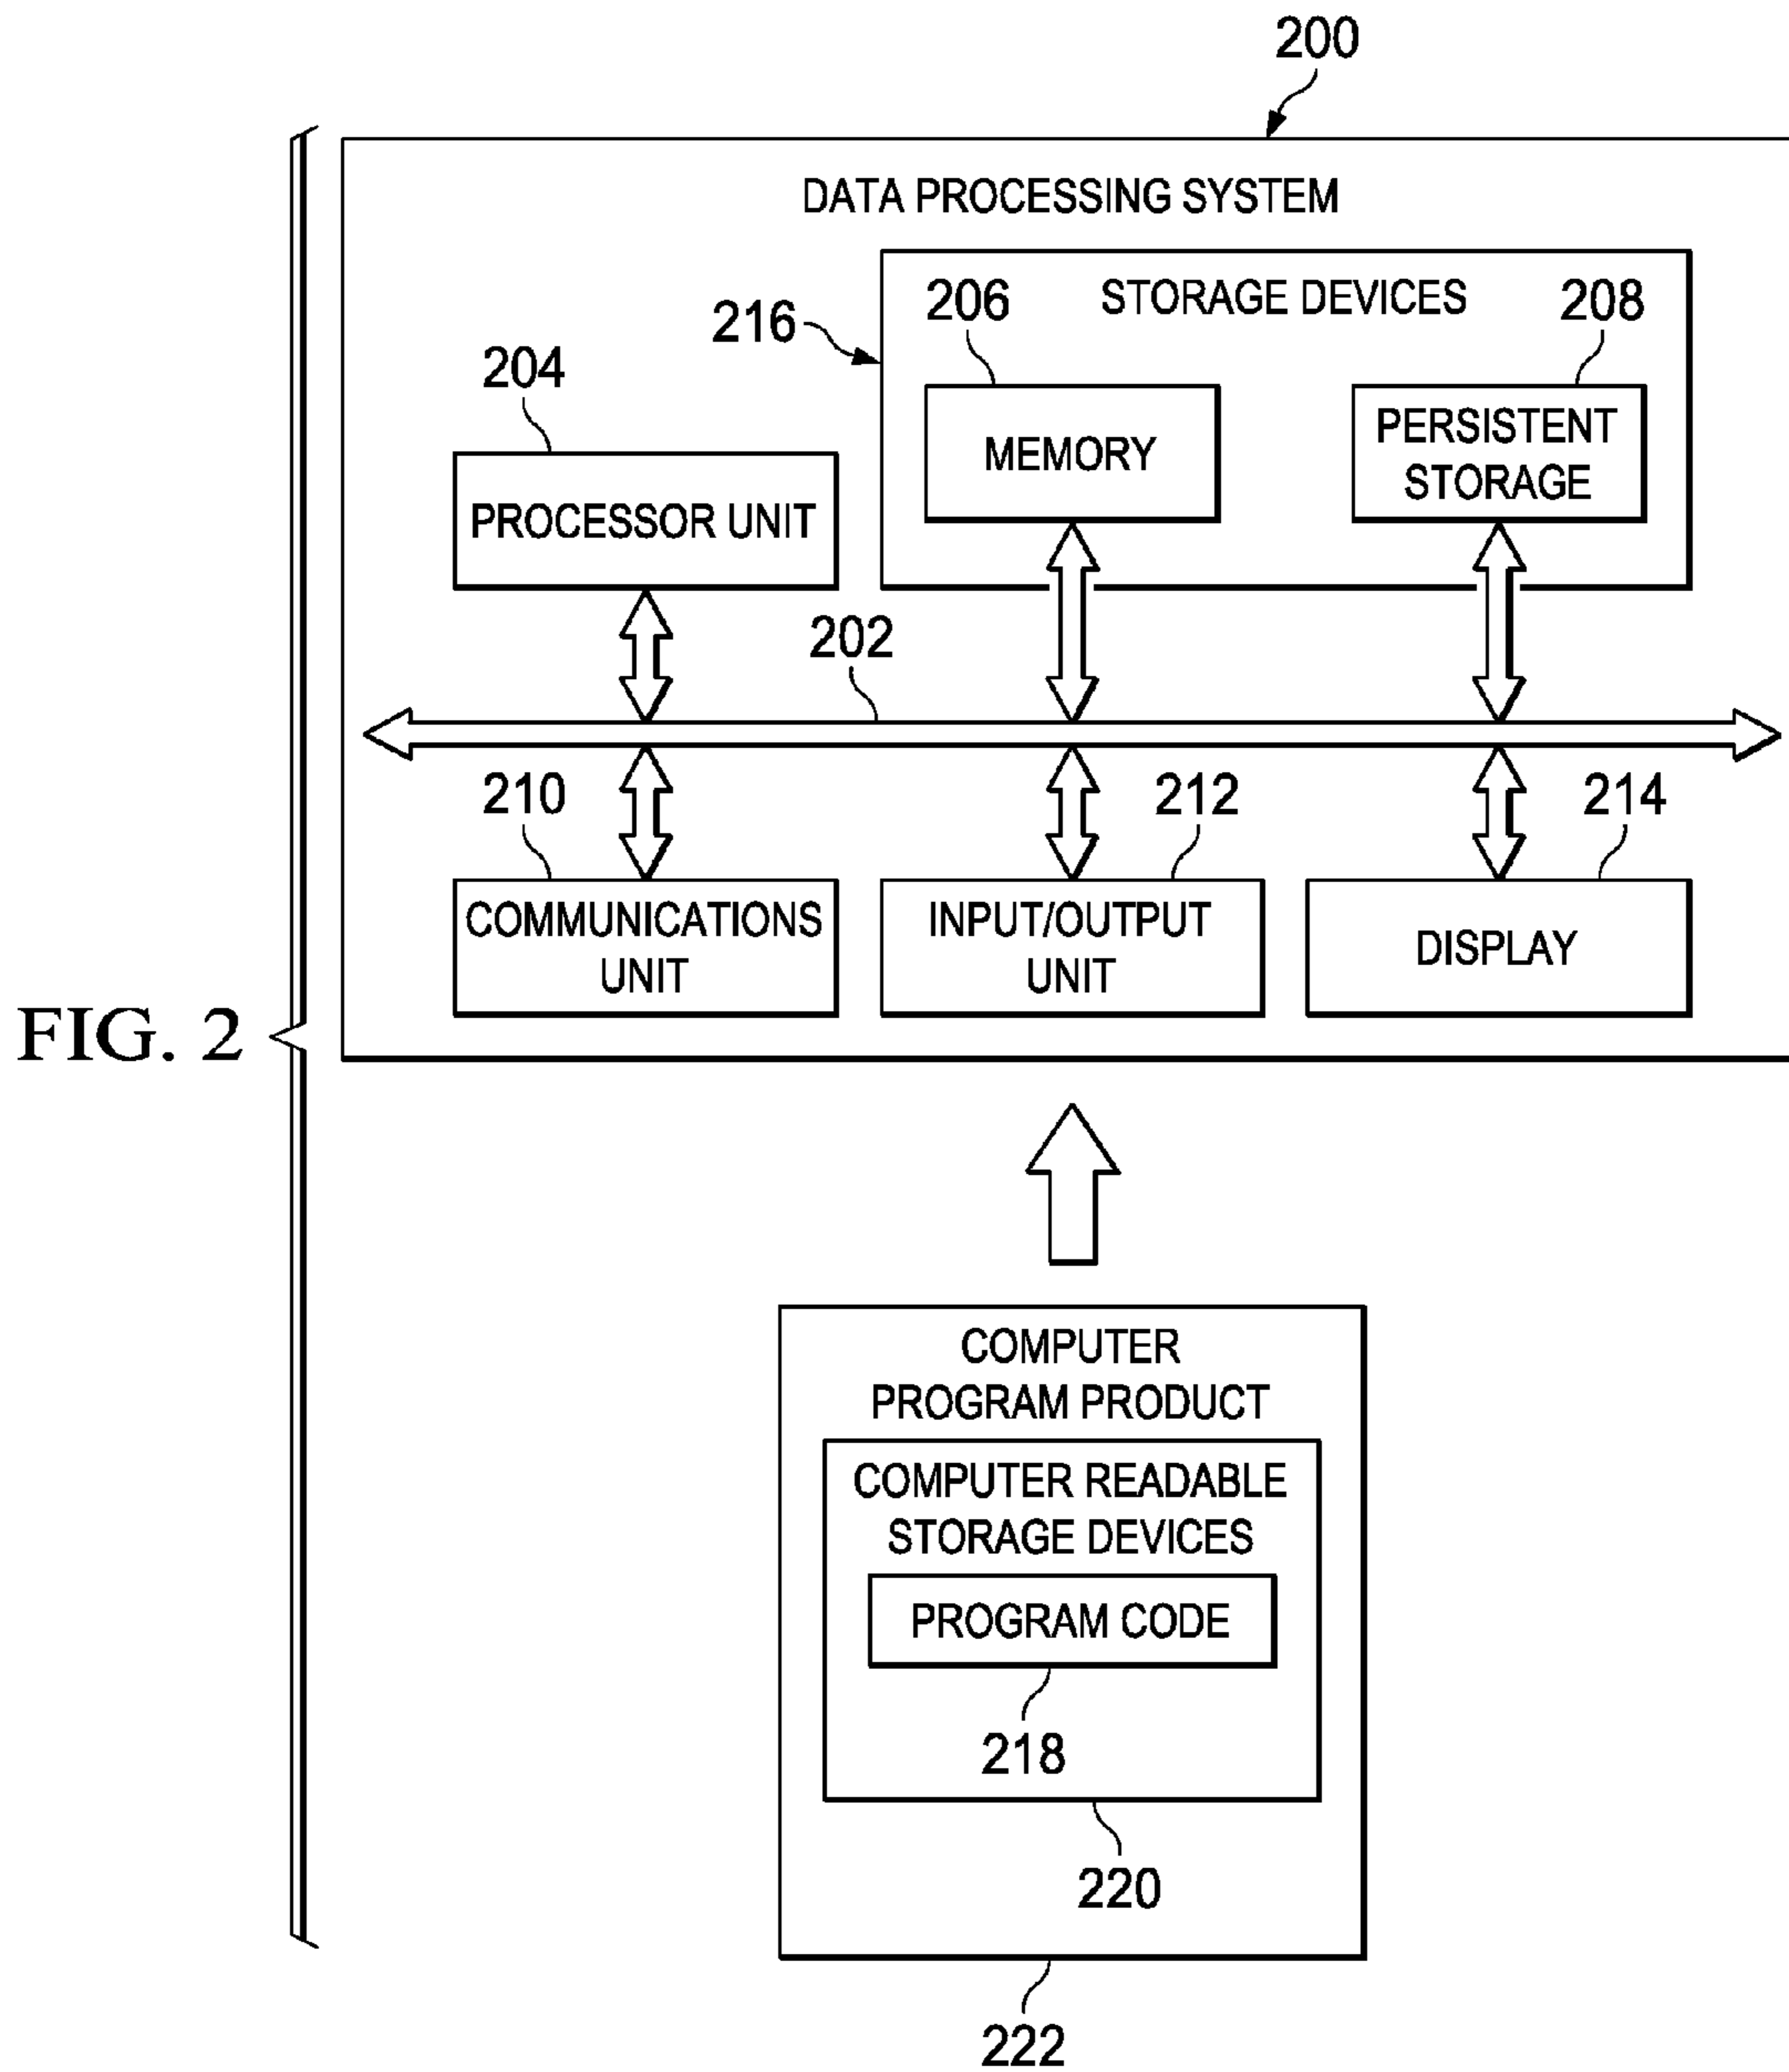 200
DATA PROCESSING SYSTEM
STORAGE DEVICES
216
206
208
204
MEMORY
PERSISTENT
STORAGE
PROCESSOR UNIT
202
210
212
214
COMMUNICATIONS
UNIT
INPUT/OUTPUT
UNIT
DISPLAY
FIG. 2
COMPUTER
PROGRAM PRODUCT
COMPUTER READABLE
STORAGE DEVICES
PROGRAM CODE
218
220
222